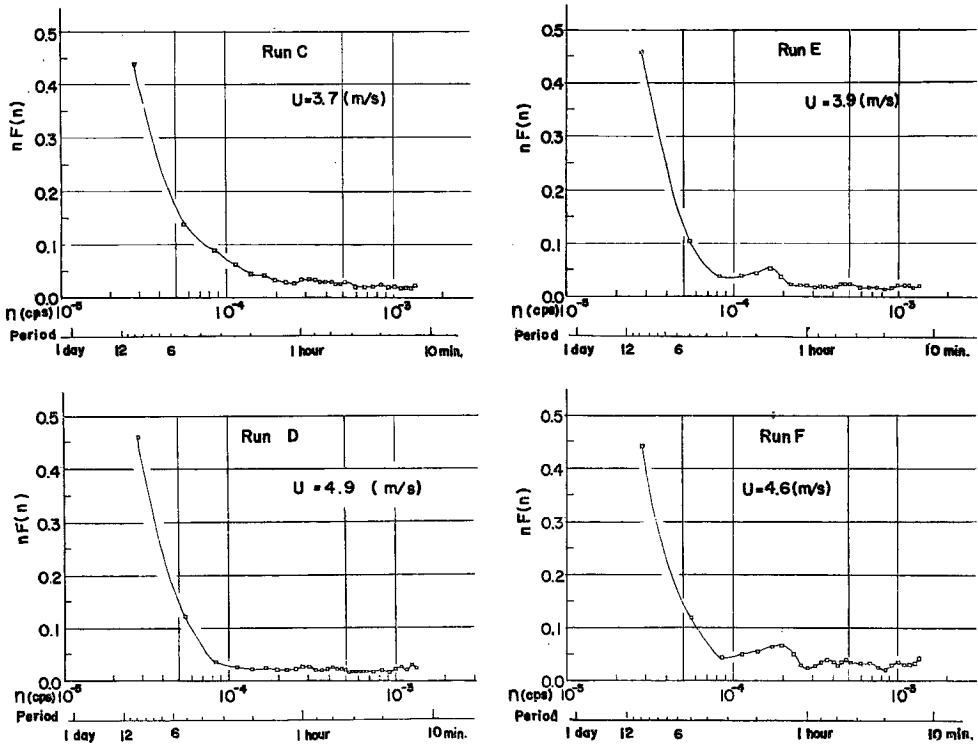 0.5
0.4
0.3
0.2
0.1
0.0
nF(n)
Run C
U=3.7 (m/s)
n(cps) 10⁻⁵ 10⁻⁴ 10⁻³
Period
1 day 12 6 1 hour 10 min.
0.5
0.4
0.3
0.2
0.1
0.0
nF(n)
Run E
U=3.9 (m/s)
n(cps) 10⁻⁵ 10⁻⁴ 10⁻³
Period
1 day 12 6 1 hour 10 min.
0.5
0.4
0.3
0.2
0.1
0.0
nF(n)
Run D
U=4.9 (m/s)
n(cps) 10⁻⁵ 10⁻⁴ 10⁻³
Period
1 day 12 6 1 hour 10 min.
0.5
0.4
0.3
0.2
0.1
0.0
nF(n)
Run F
U=4.6 (m/s)
n(cps) 10⁻⁵ 10⁻⁴ 10⁻³
Period
1 day 12 6 1 hour 10 min.